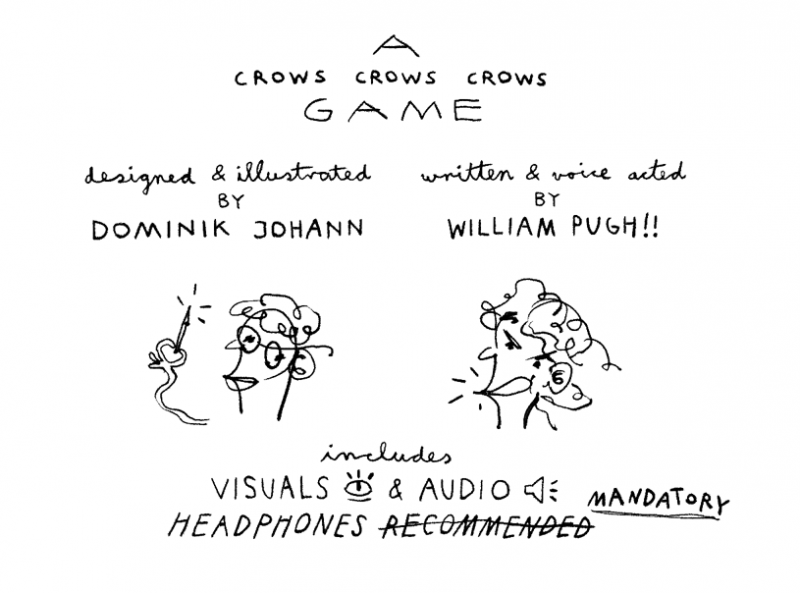 A
CROWS CROWS CROWS
GAME
designed & illustrated
BY
DOMINIK JOHANN
written & voice acted
BY
WILLIAM PUGH!!
includes
VISUALS & AUDIO
HEADPHONES RECOMMENDED MANDATORY